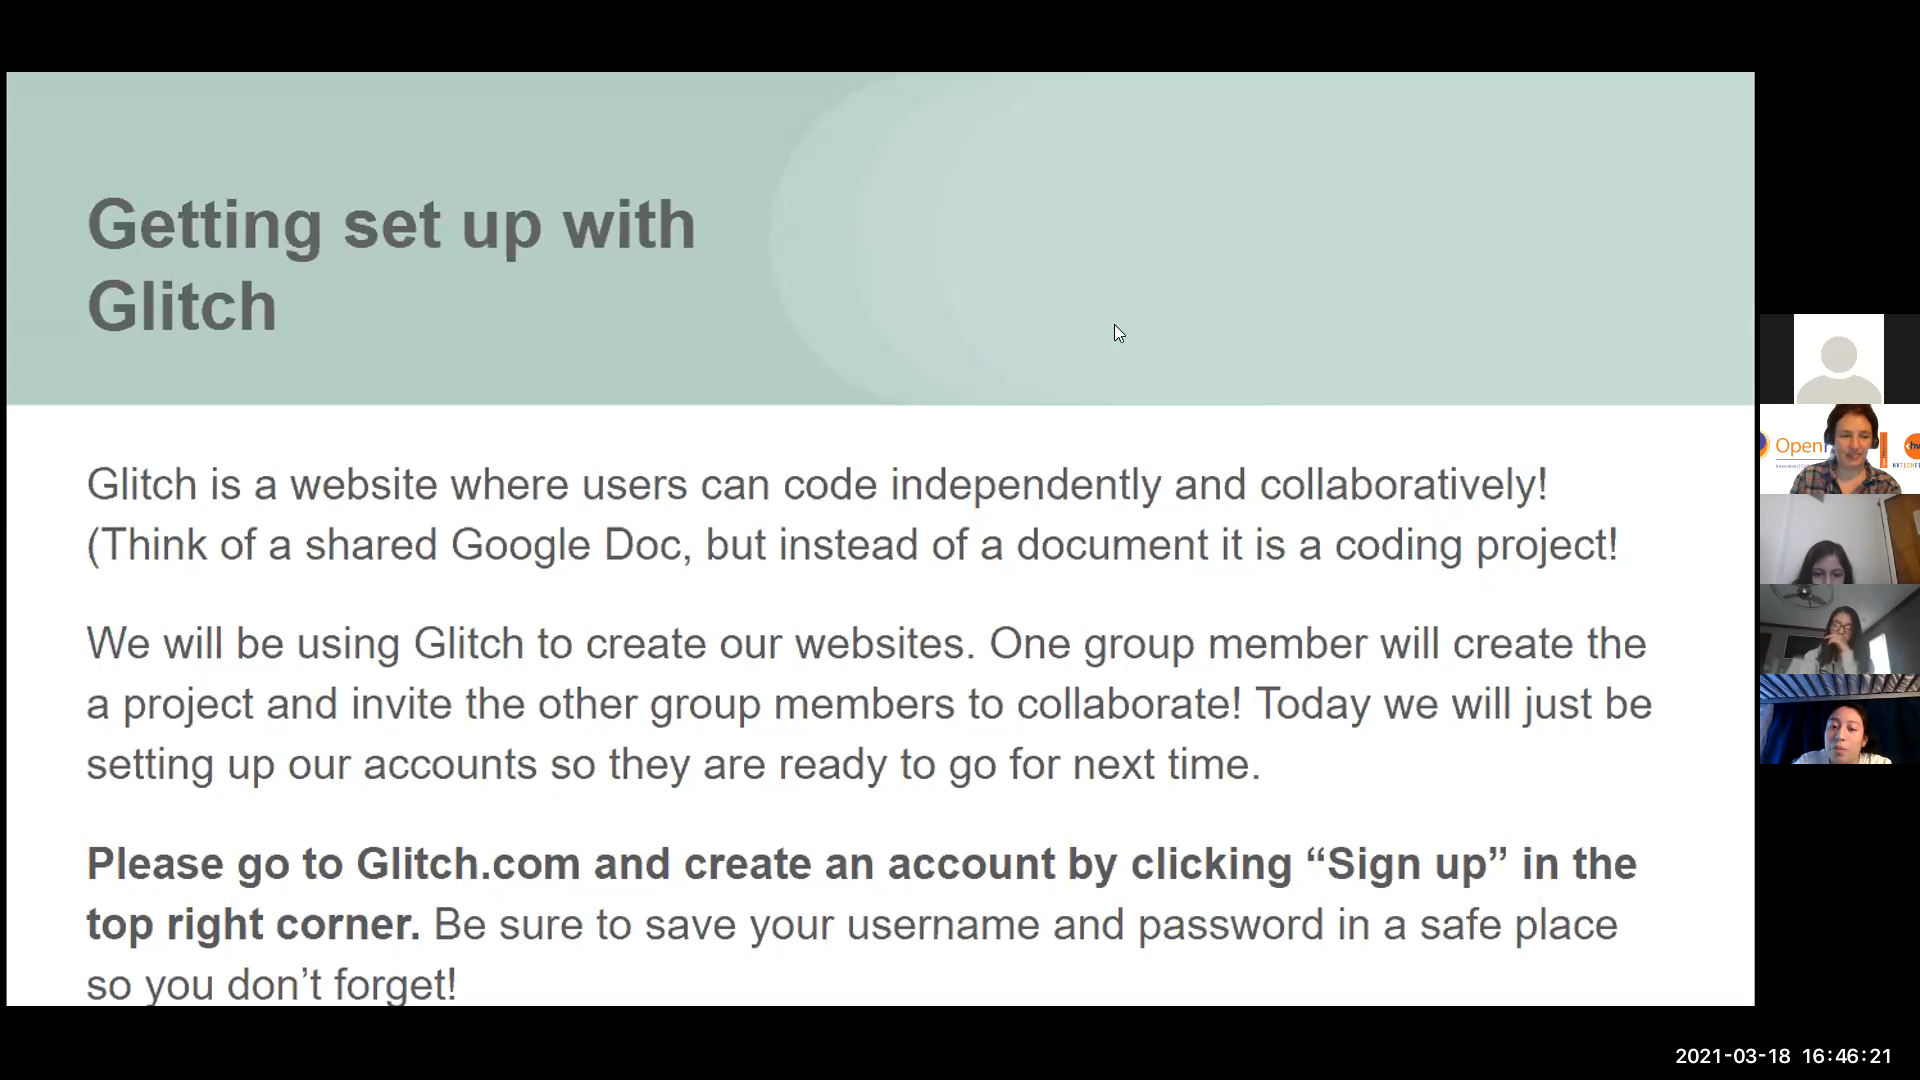 Getting set up with
Glitch
Glitch is a website where users can code independently and collaboratively!
(Think of a shared Google Doc, but instead of a document it is a coding project!
We will be using Glitch to create our websites. One group member will create the
a project and invite the other group members to collaborate! Today we will just be
setting up our accounts so they are ready to go for next time.
Please go to Glitch.com and create an account by clicking “Sign up” in the
top right corner. Be sure to save your username and password in a safe place
so you don’t forget!
Open
2021-03-18 16:46:21